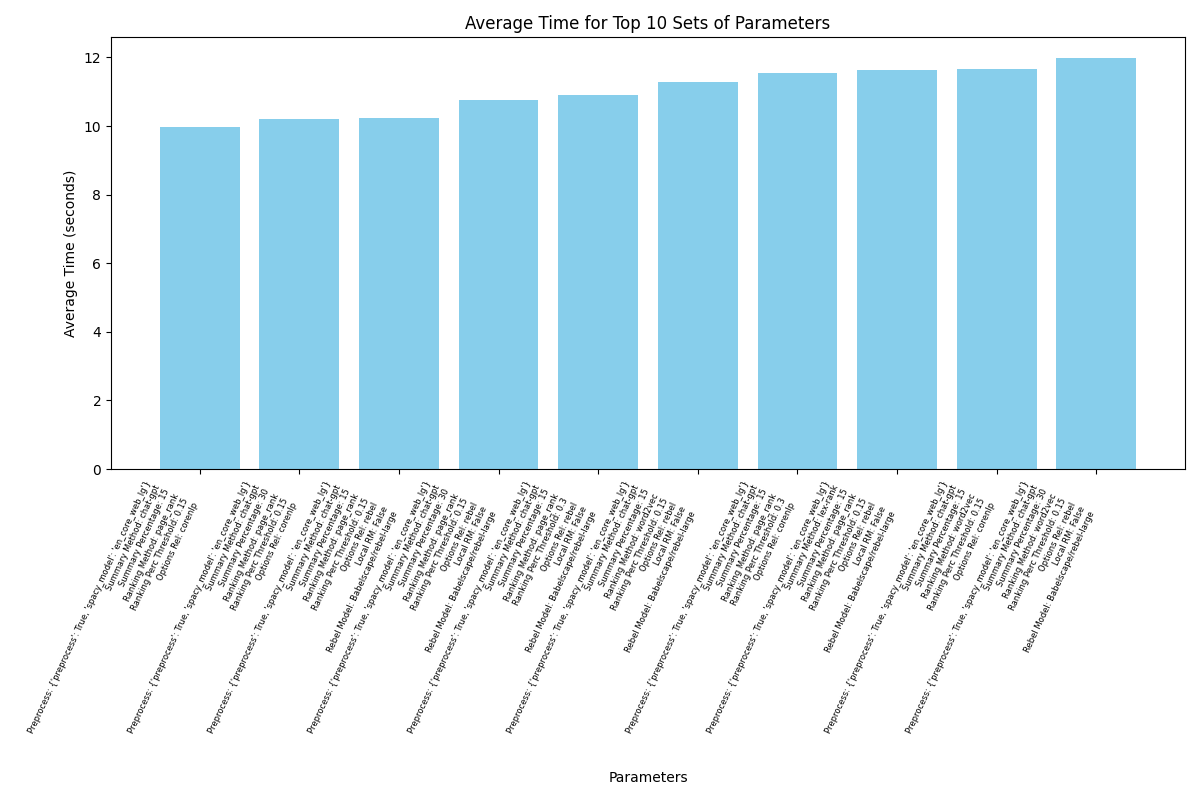 Average Time for Top 10 Sets of Parameters
Average Time (seconds)
12
10
8
6
4
2
0
Preprocess: {'preprocess': True, 'spacy_model': 'en_core_web_lg'}
Summary Method: chat-gpt
Summary Percentage: 15
Ranking Method: page_rank
Ranking Perc Threshold: 0.15
Options Rel: corenlp
Preprocess: {'preprocess': True, 'spacy_model': 'en_core_web_lg'}
Summary Method: chat-gpt
Summary Percentage: 30
Ranking Method: page_rank
Ranking Perc Threshold: 0.15
Options Rel: corenlp
Preprocess: {'preprocess': True, 'spacy_model': 'en_core_web_lg'}
Summary Method: chat-gpt
Summary Percentage: 15
Ranking Method: page_rank
Ranking Perc Threshold: 0.15
Options Rel: rebel
Local RM: False
Rebel Model: Babelscape/rebel-large
Preprocess: {'preprocess': True, 'spacy_model': 'en_core_web_lg'}
Summary Method: chat-gpt
Summary Percentage: 30
Ranking Method: page_rank
Ranking Perc Threshold: 0.15
Options Rel: rebel
Local RM: False
Rebel Model: Babelscape/rebel-large
Preprocess: {'preprocess': True, 'spacy_model': 'en_core_web_lg'}
Summary Method: chat-gpt
Summary Percentage: 15
Ranking Method: page_rank
Ranking Perc Threshold: 0.3
Options Rel: rebel
Local RM: False
Rebel Model: Babelscape/rebel-large
Preprocess: {'preprocess': True, 'spacy_model': 'en_core_web_lg'}
Summary Method: chat-gpt
Summary Percentage: 15
Ranking Method: word2vec
Ranking Perc Threshold: 0.15
Options Rel: rebel
Local RM: False
Rebel Model: Babelscape/rebel-large
Preprocess: {'preprocess': True, 'spacy_model': 'en_core_web_lg'}
Summary Method: chat-gpt
Summary Percentage: 15
Ranking Method: page_rank
Ranking Perc Threshold: 0.3
Options Rel: corenlp
Preprocess: {'preprocess': True, 'spacy_model': 'en_core_web_lg'}
Summary Method: lex-rank
Summary Percentage: 15
Ranking Method: page_rank
Ranking Perc Threshold: 0.15
Options Rel: rebel
Local RM: False
Rebel Model: Babelscape/rebel-large
Preprocess: {'preprocess': True, 'spacy_model': 'en_core_web_lg'}
Summary Method: chat-gpt
Summary Percentage: 15
Ranking Method: word2vec
Ranking Perc Threshold: 0.15
Options Rel: corenlp
Preprocess: {'preprocess': True, 'spacy_model': 'en_core_web_lg'}
Summary Method: chat-gpt
Summary Percentage: 30
Ranking Method: word2vec
Ranking Perc Threshold: 0.15
Options Rel: rebel
Local RM: False
Rebel Model: Babelscape/rebel-large
Parameters